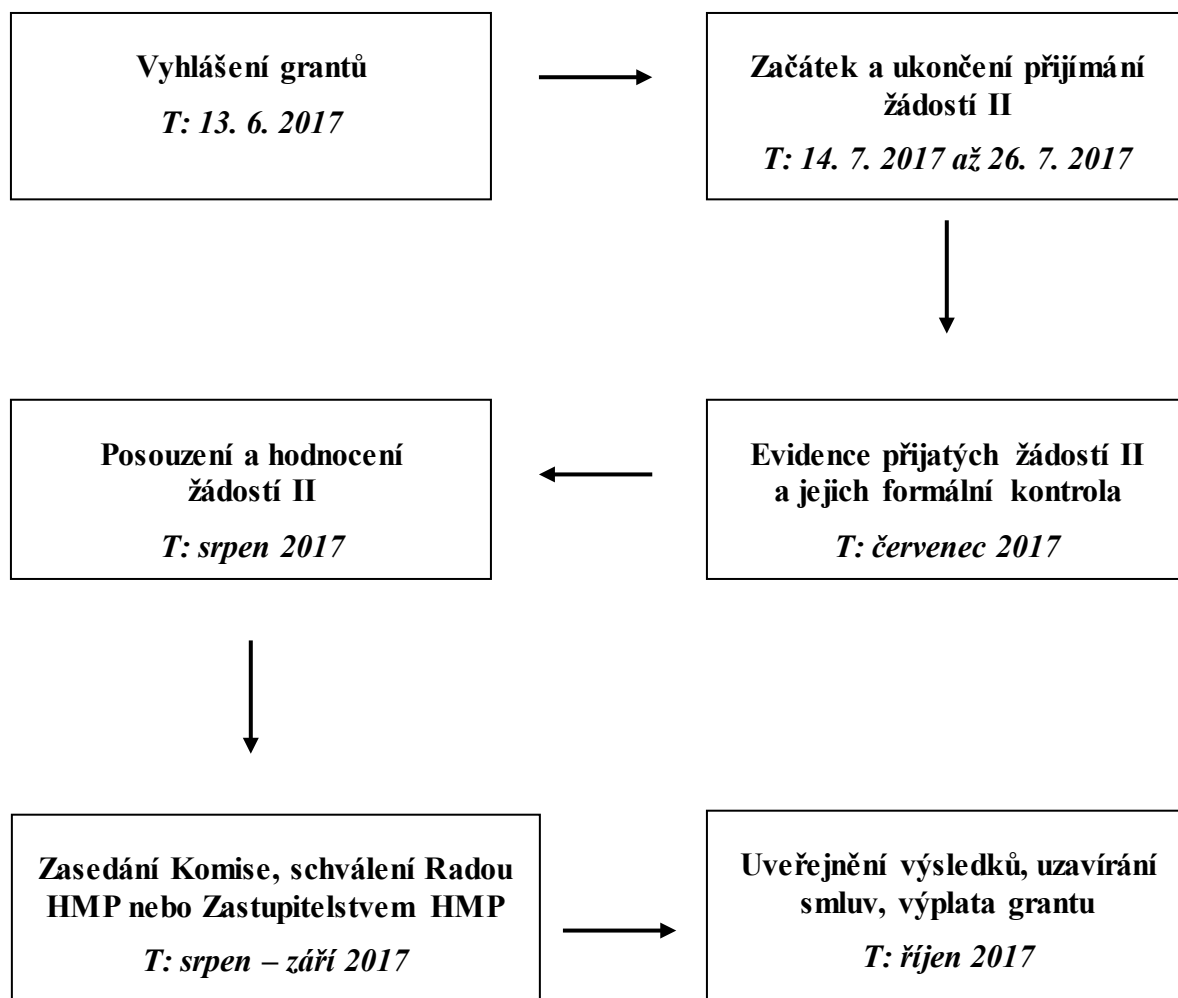 Vyhlášení grantů
T: 13. 6. 2017
Začátek a ukončení přijímání
žádostí II
T: 14. 7. 2017 až 26. 7. 2017
Posouzení a hodnocení
žádostí II
T: srpen 2017
Evidence přijatých žádostí II
a jejich formální kontrola
T: červenec 2017
Zasedání Komise, schválení Radou
HMP nebo Zastupitelstvem HMP
T: srpen – září 2017
Uveřejnění výsledků, uzavírání
smluv, výplata grantu
T: říjen 2017